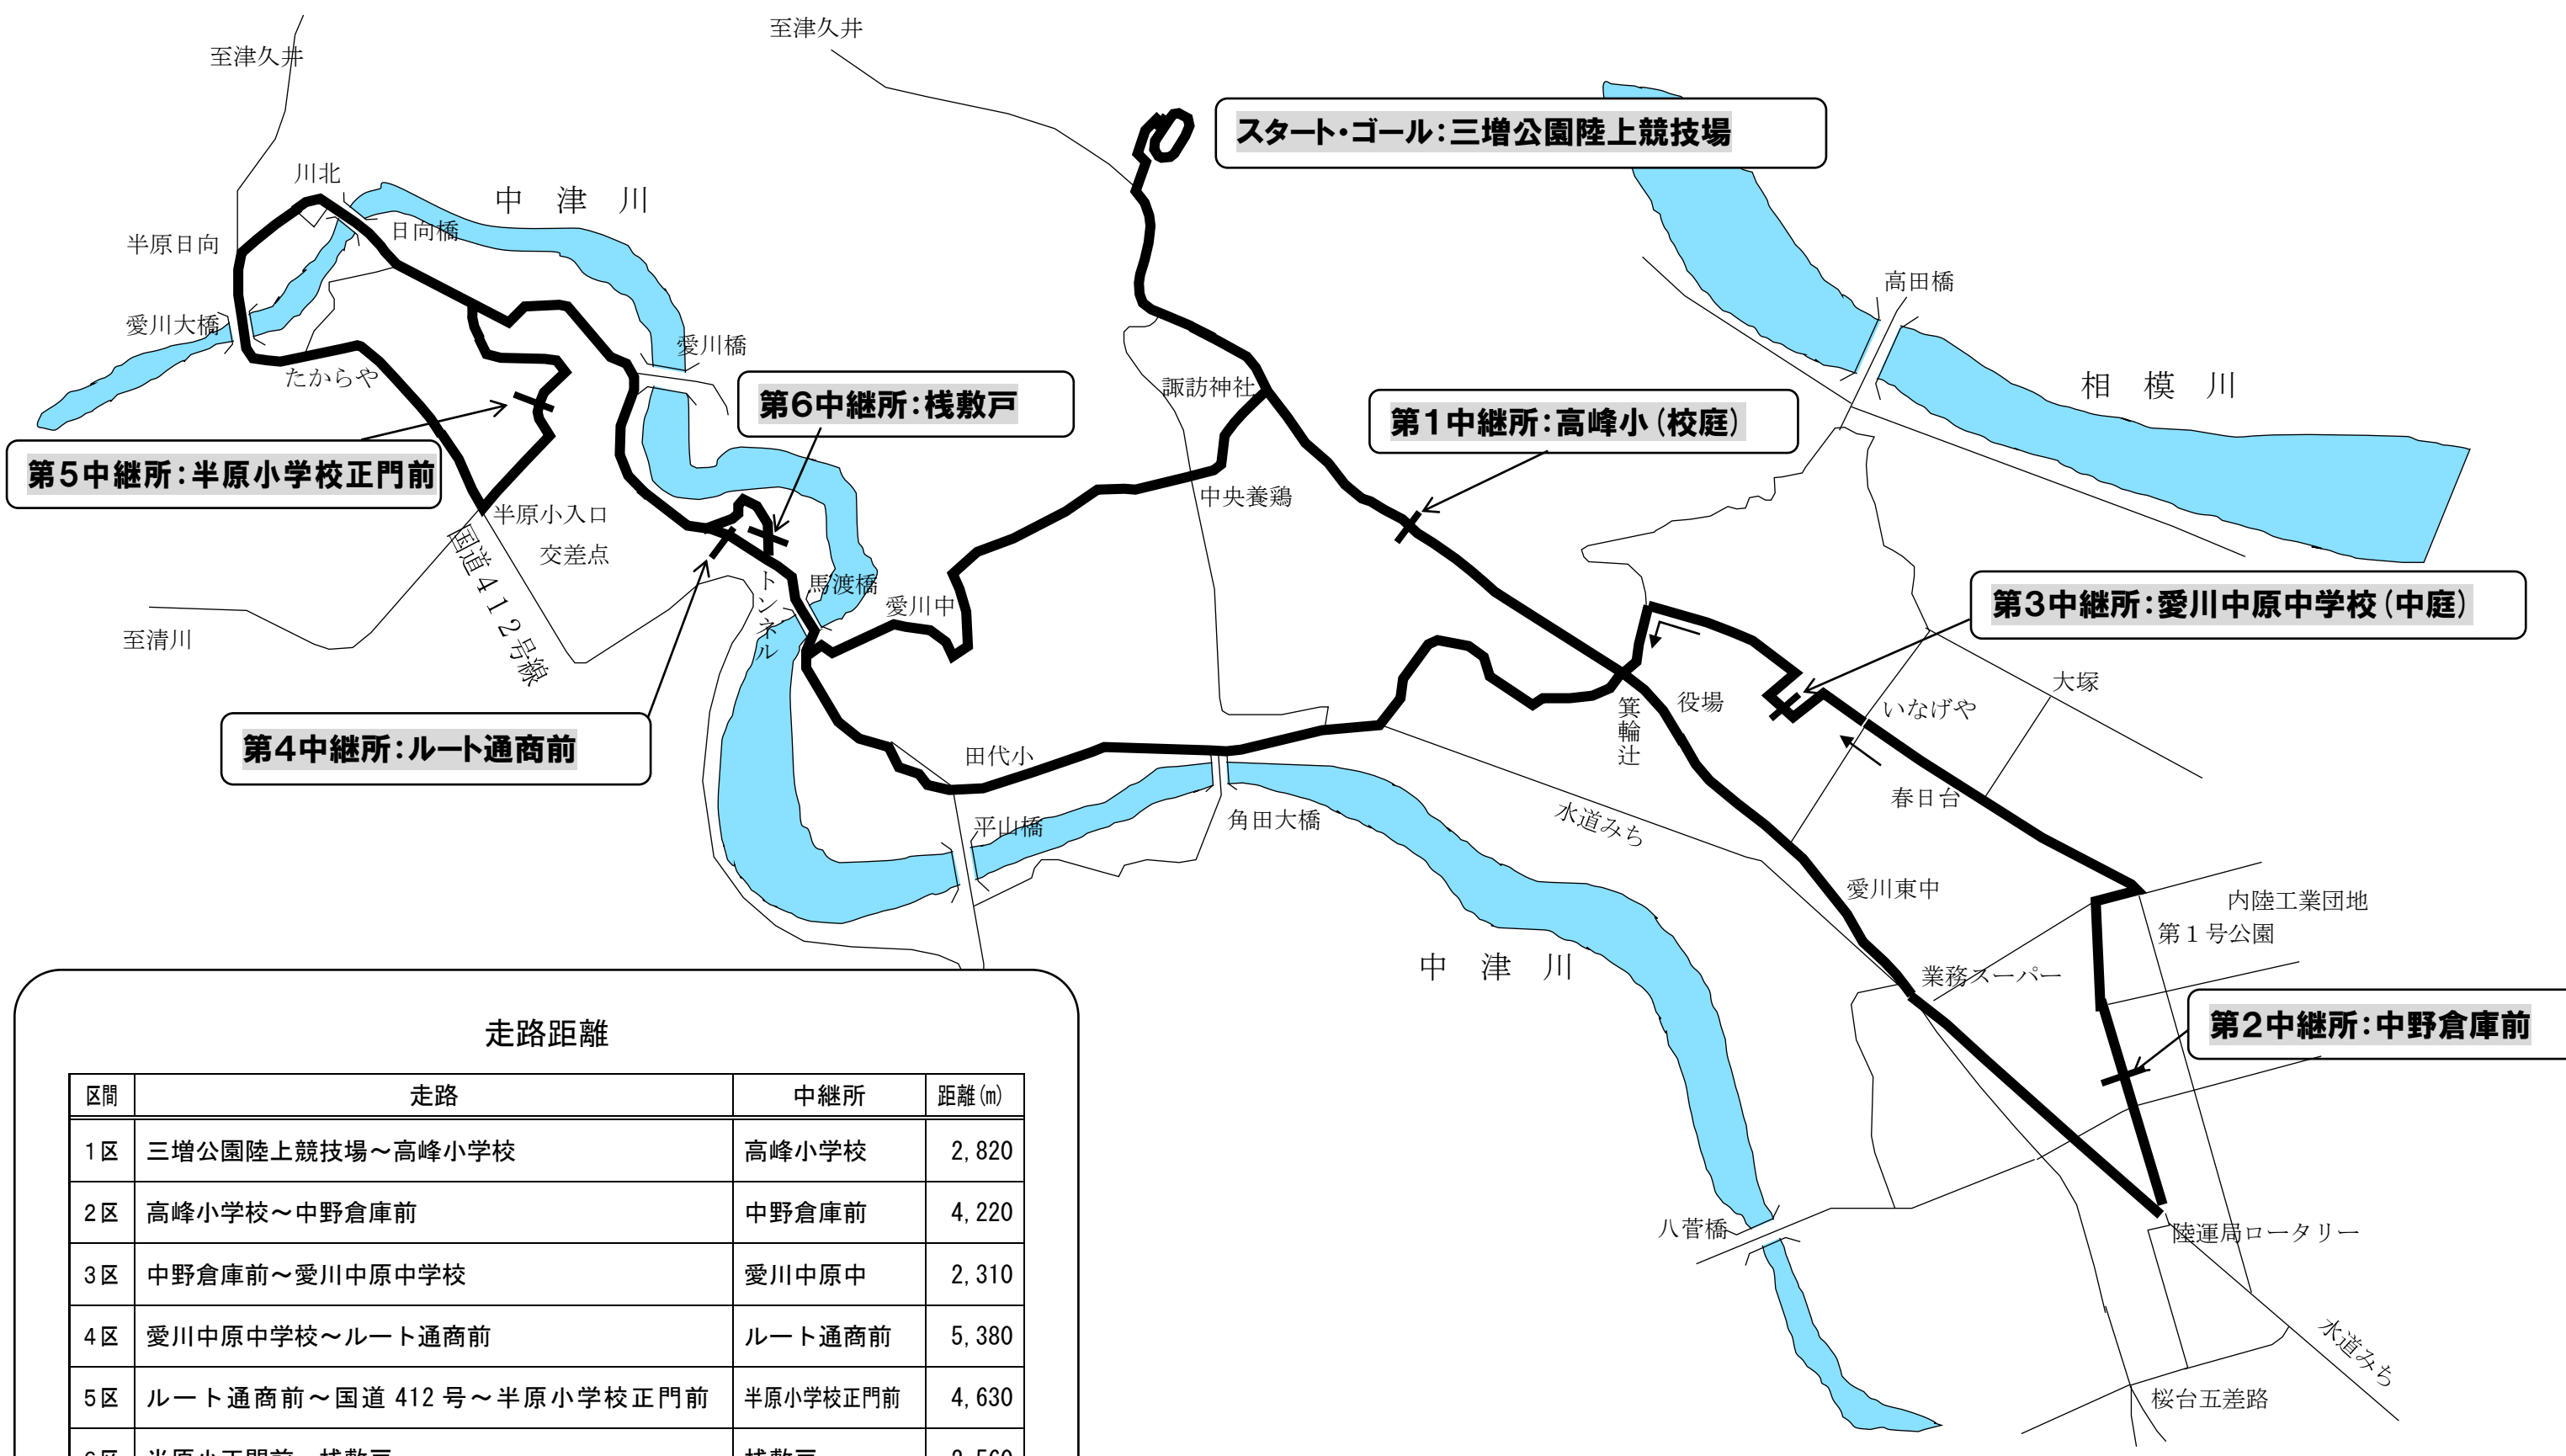 至津久井
至津久井
スタート・ゴール：三増公園陸上競技場
川北
中 津 川
日向橋
半原日向
高田橋
愛川大橋
愛川橋
たからや
諏訪神社
相 模 川
第６中継所：桟敷戸
第１中継所：高峰小（校庭）
第５中継所：半原小学校正門前
中央養鶏
半原小入口
交差点
国道４１２号線
トンネル
馬渡橋
愛川中
第３中継所：愛川中原中学校（中庭）
至清川
大塚
役場
いなげや
箕輪辻
第４中継所：ルート通商前
田代小
春日台
平山橋
角田大橋
水道みち
愛川東中
内陸工業団地
第１号公園
中 津 川
業務スーパー
第２中継所：中野倉庫前
八菅橋
陸運局ロータリー
水道みち
桜台五差路
走路距離
区間 走路 中継所 距離(m)
1区 三増公園陸上競技場～高峰小学校 高峰小学校 2,820
2区 高峰小学校～中野倉庫前 中野倉庫前 4,220
3区 中野倉庫前～愛川中原中学校 愛川中原中 2,310
4区 愛川中原中学校～ルート通商前 ルート通商前 5,380
5区 ルート通商前～国道 412 号～半原小学校正門前 半原小学校正門前 4,630